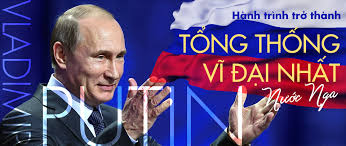 VLADIMIR
PUTIN
Hành trình trở thành
TỔNG THỐNG
VĨ ĐẠI NHẤT
Nước Nga